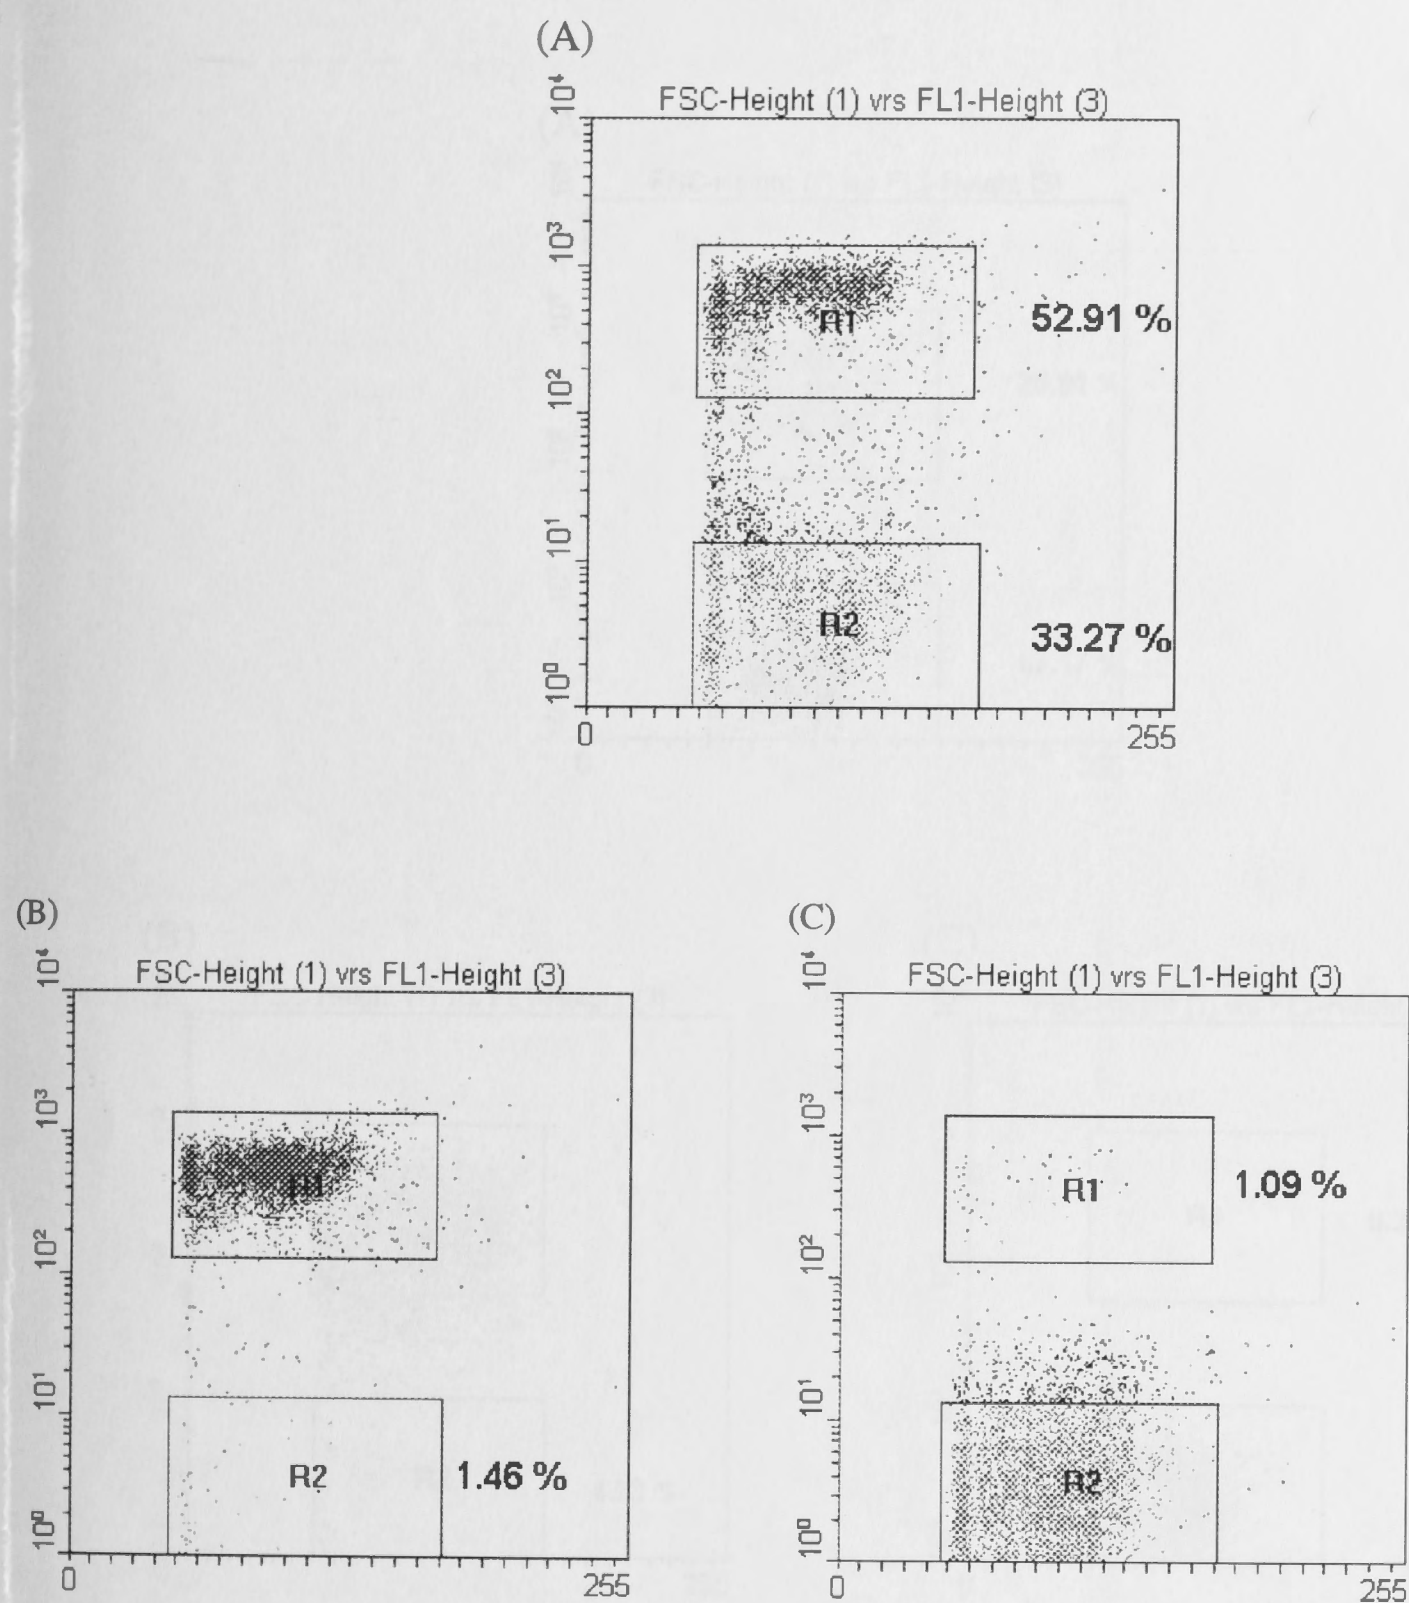 (A)
FSC-Height (1) vrs FL1-Height (3)
10⁴
10³
10²
10¹
10⁰
R1
52.91 %
R2
33.27 %
0
255
(B)
FSC-Height (1) vrs FL1-Height (3)
10⁴
10³
10²
10¹
10⁰
R1
R2
1.46 %
0
255
(C)
FSC-Height (1) vrs FL1-Height (3)
10⁴
10³
10²
10¹
10⁰
R1
1.09 %
R2
0
255